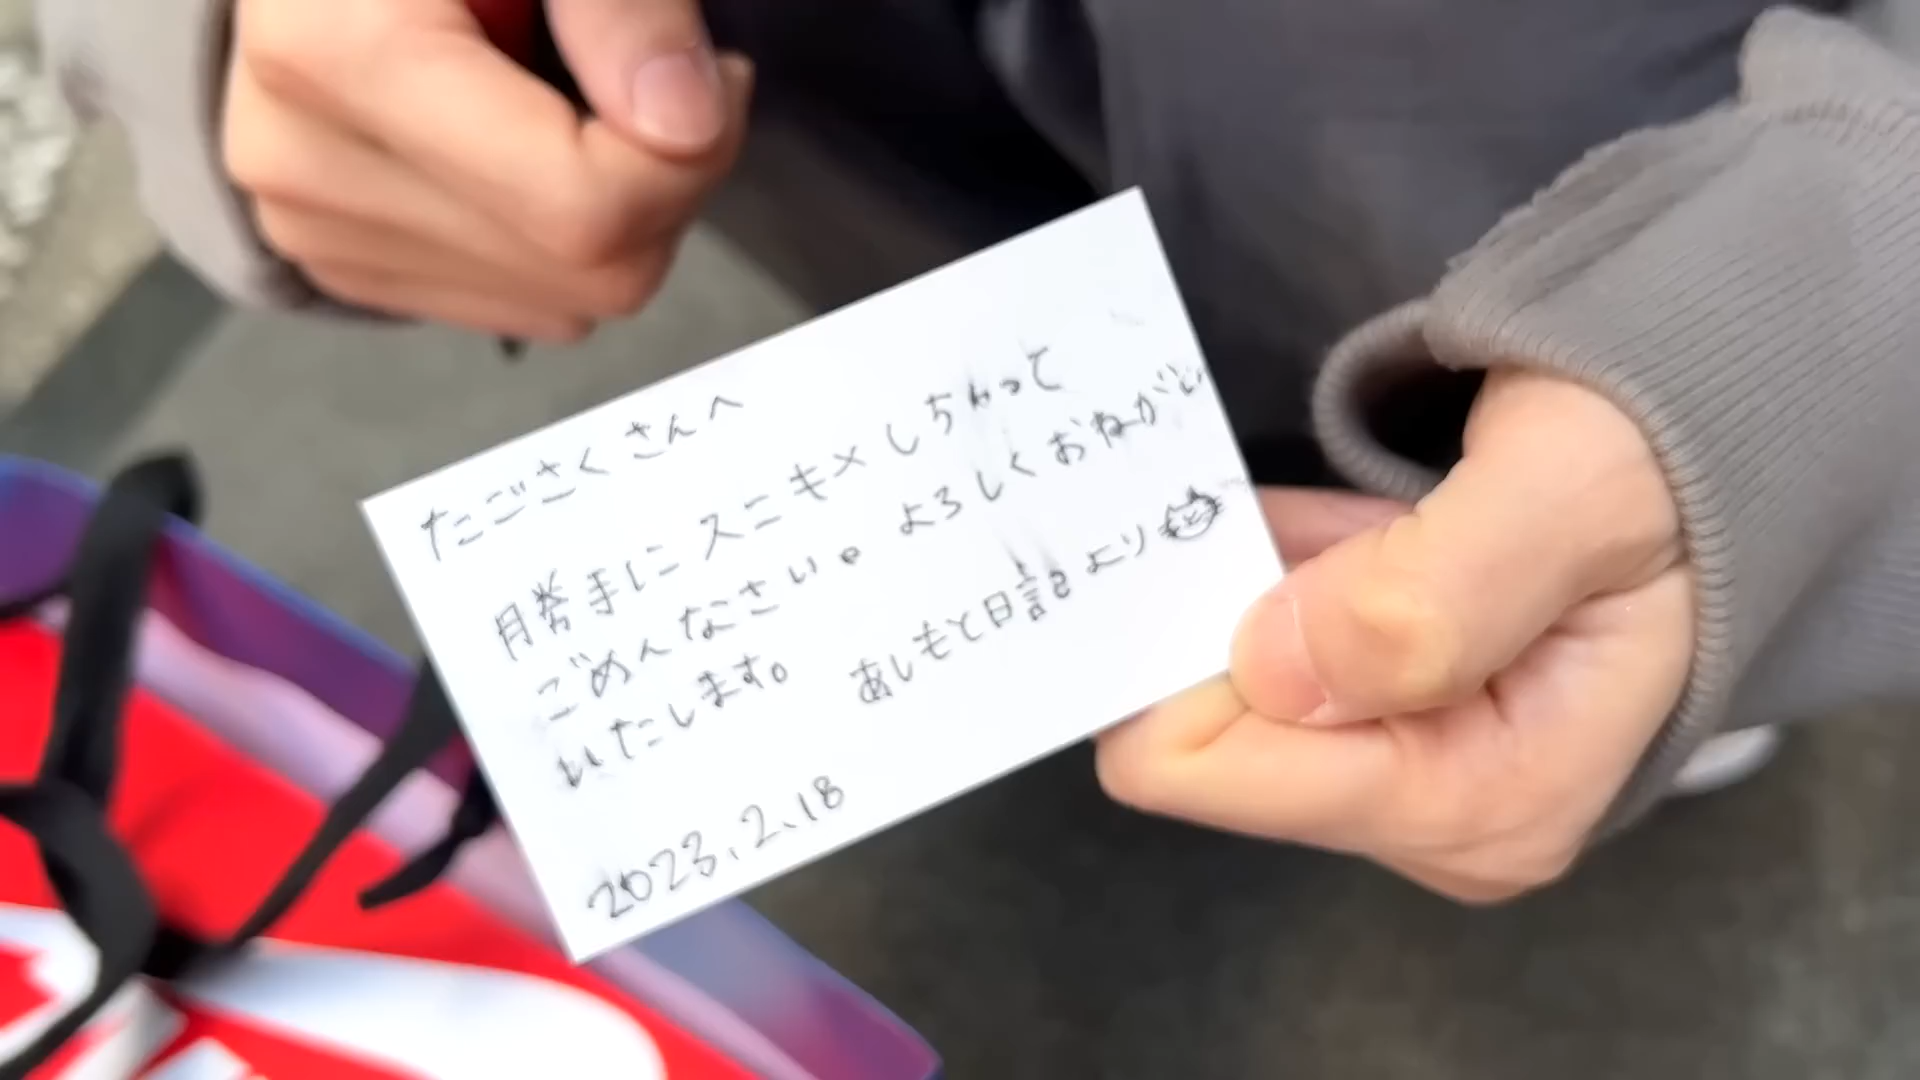 たごさくさんへ
勝手にスニキメしちゃって
ごめんなさい。よろしくおねがい
いたします。
あしもと日記より
2023.2.18